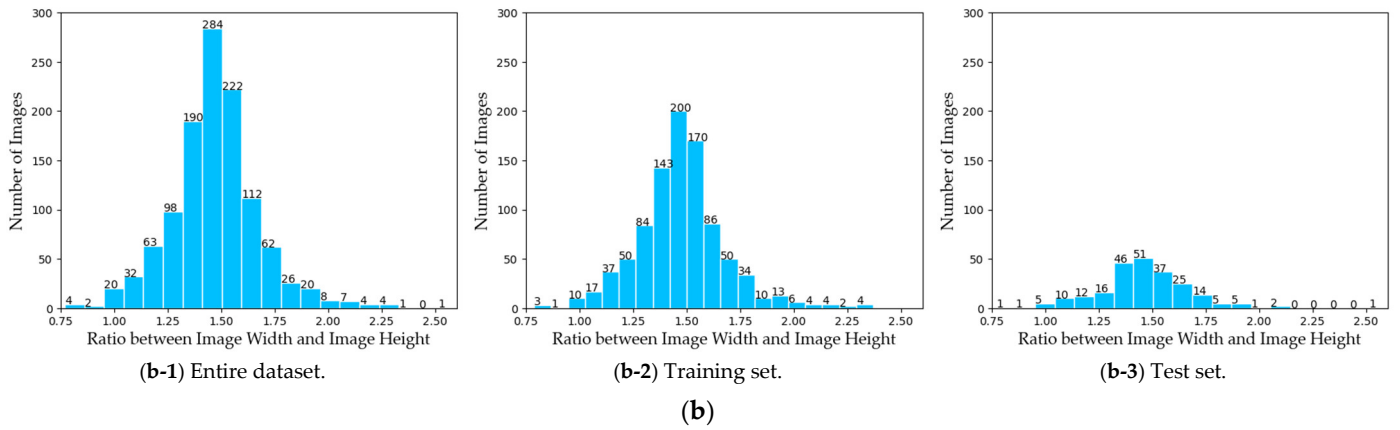 300
250
200
150
100
50
0
Number of Images
4 2 20 32 63 98 190 284 222 112 62 26 20 8 7 4 4 1 0 1
0.75 1.00 1.25 1.50 1.75 2.00 2.25 2.50
Ratio between Image Width and Image Height
(b-1) Entire dataset.
300
250
200
150
100
50
0
Number of Images
3 1 10 17 37 50 84 143 200 170 86 50 34 10 13 6 4 4 2 4
0.75 1.00 1.25 1.50 1.75 2.00 2.25 2.50
Ratio between Image Width and Image Height
(b-2) Training set.
300
250
200
150
100
50
0
Number of Images
1 1 5 10 12 16 46 51 37 25 14 5 5 1 2 0 0 0 0 1
0.75 1.00 1.25 1.50 1.75 2.00 2.25 2.50
Ratio between Image Width and Image Height
(b-3) Test set.
(b)